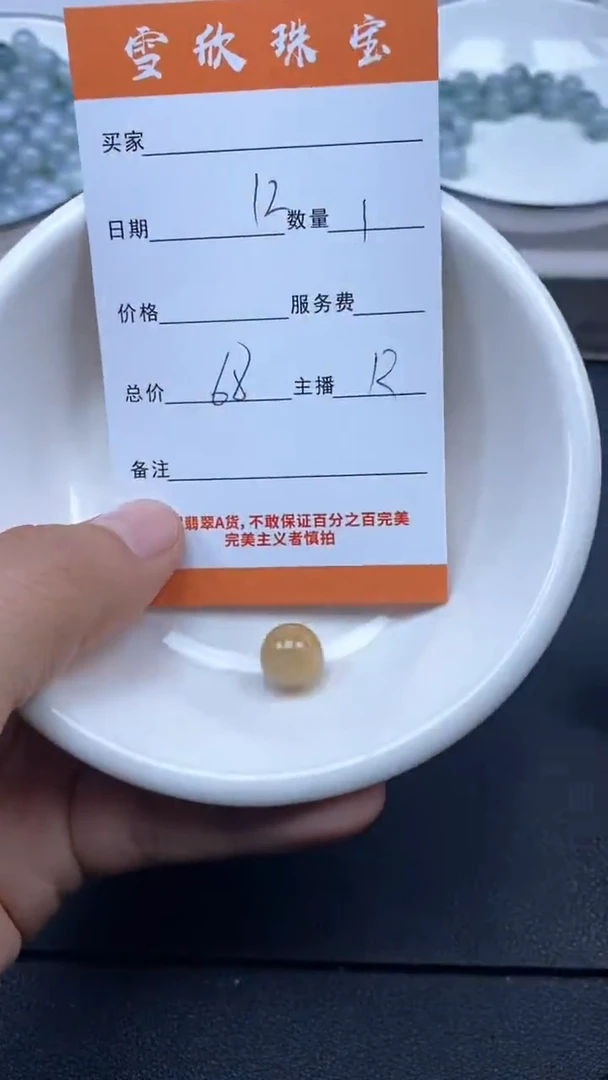 雪欣珠宝
买家
日期 12 数量 1
价格 服务费
总价 68 主播 R
备注
翡翠A货,不敢保证百分之百完美
完美主义者慎拍